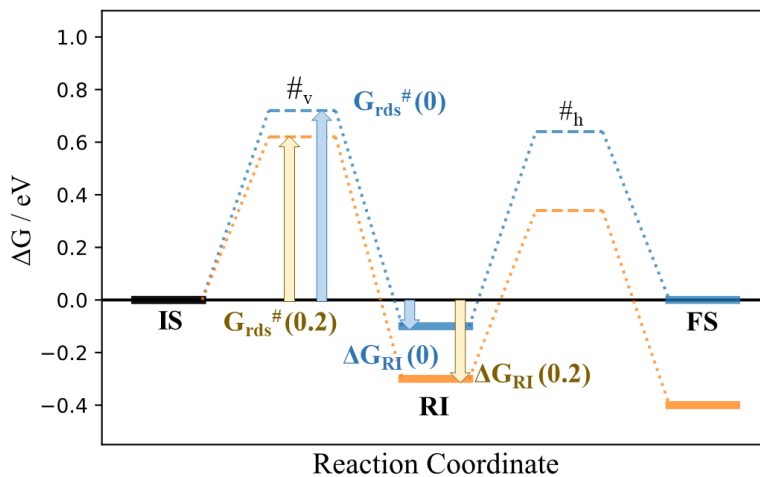 1.0
0.8
0.6
0.4
0.2
0.0
−0.2
−0.4
ΔG / eV
#v
Grds#(0)
#h
IS
Grds#(0.2)
FS
ΔGRI(0)
ΔGRI(0.2)
RI
Reaction Coordinate